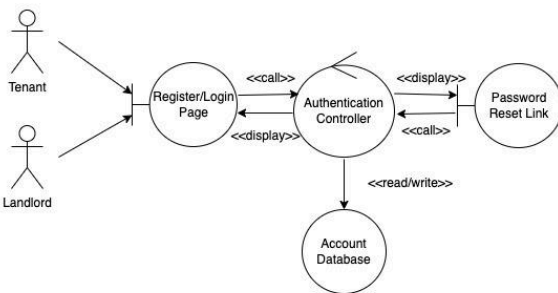 Tenant
Landlord
Register/Login
Page
<<call>>
<<display>>
Authentication
Controller
<<display>>
<<call>>
Password
Reset Link
<<read/write>>
Account
Database